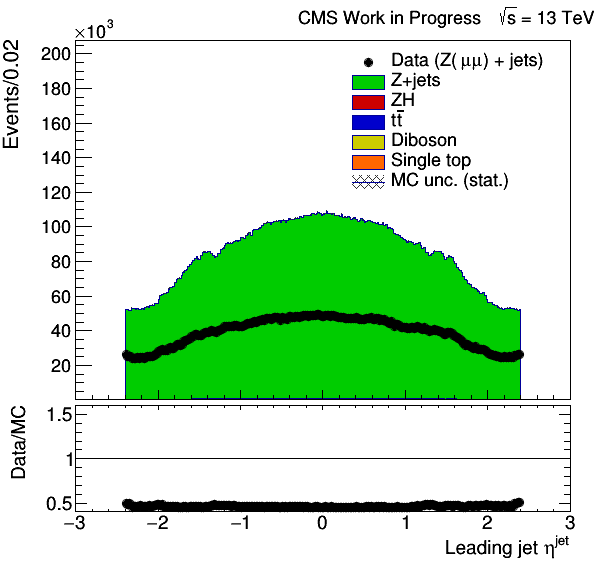 CMS Work in Progress √s = 13 TeV
×10³
Events/0.02
200
180
160
140
120
100
80
60
40
20
Data (Z(μμ) + jets)
Z+jets
ZH
tt̄
Diboson
Single top
MC unc. (stat.)
Data/MC
1.5
1
0.5
−3 −2 −1 0 1 2 3
Leading jet η^jet